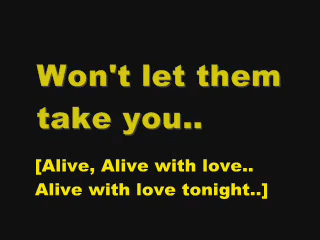 Won't let them
take you..
[Alive, Alive with love..
Alive with love tonight..]